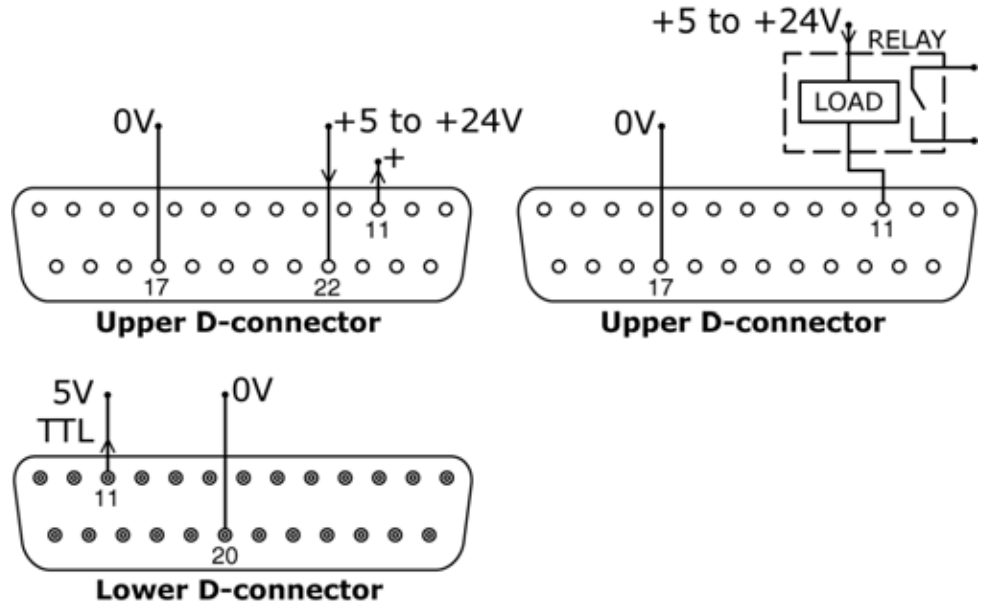 0V
+5 to +24V
+
11
17
22
Upper D-connector
+5 to +24V
RELAY
LOAD
0V
11
17
Upper D-connector
5V
TTL
0V
11
20
Lower D-connector